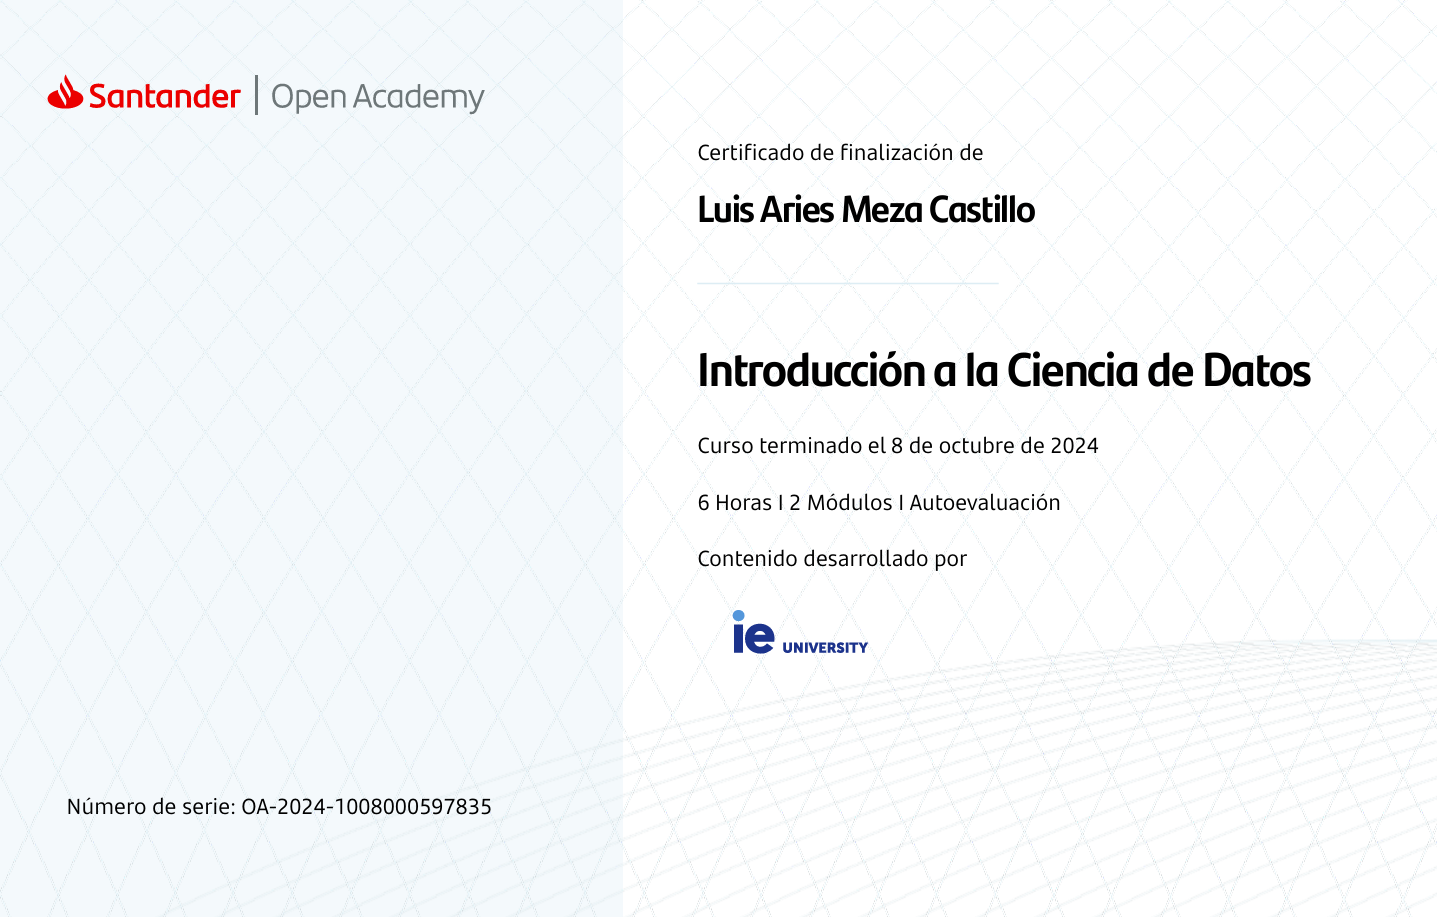 Santander | Open Academy
Certificado de finalización de
Luis Aries Meza Castillo
Introducción a la Ciencia de Datos
Curso terminado el 8 de octubre de 2024
6 Horas I 2 Módulos I Autoevaluación
Contenido desarrollado por
ie UNIVERSITY
Número de serie: OA-2024-1008000597835